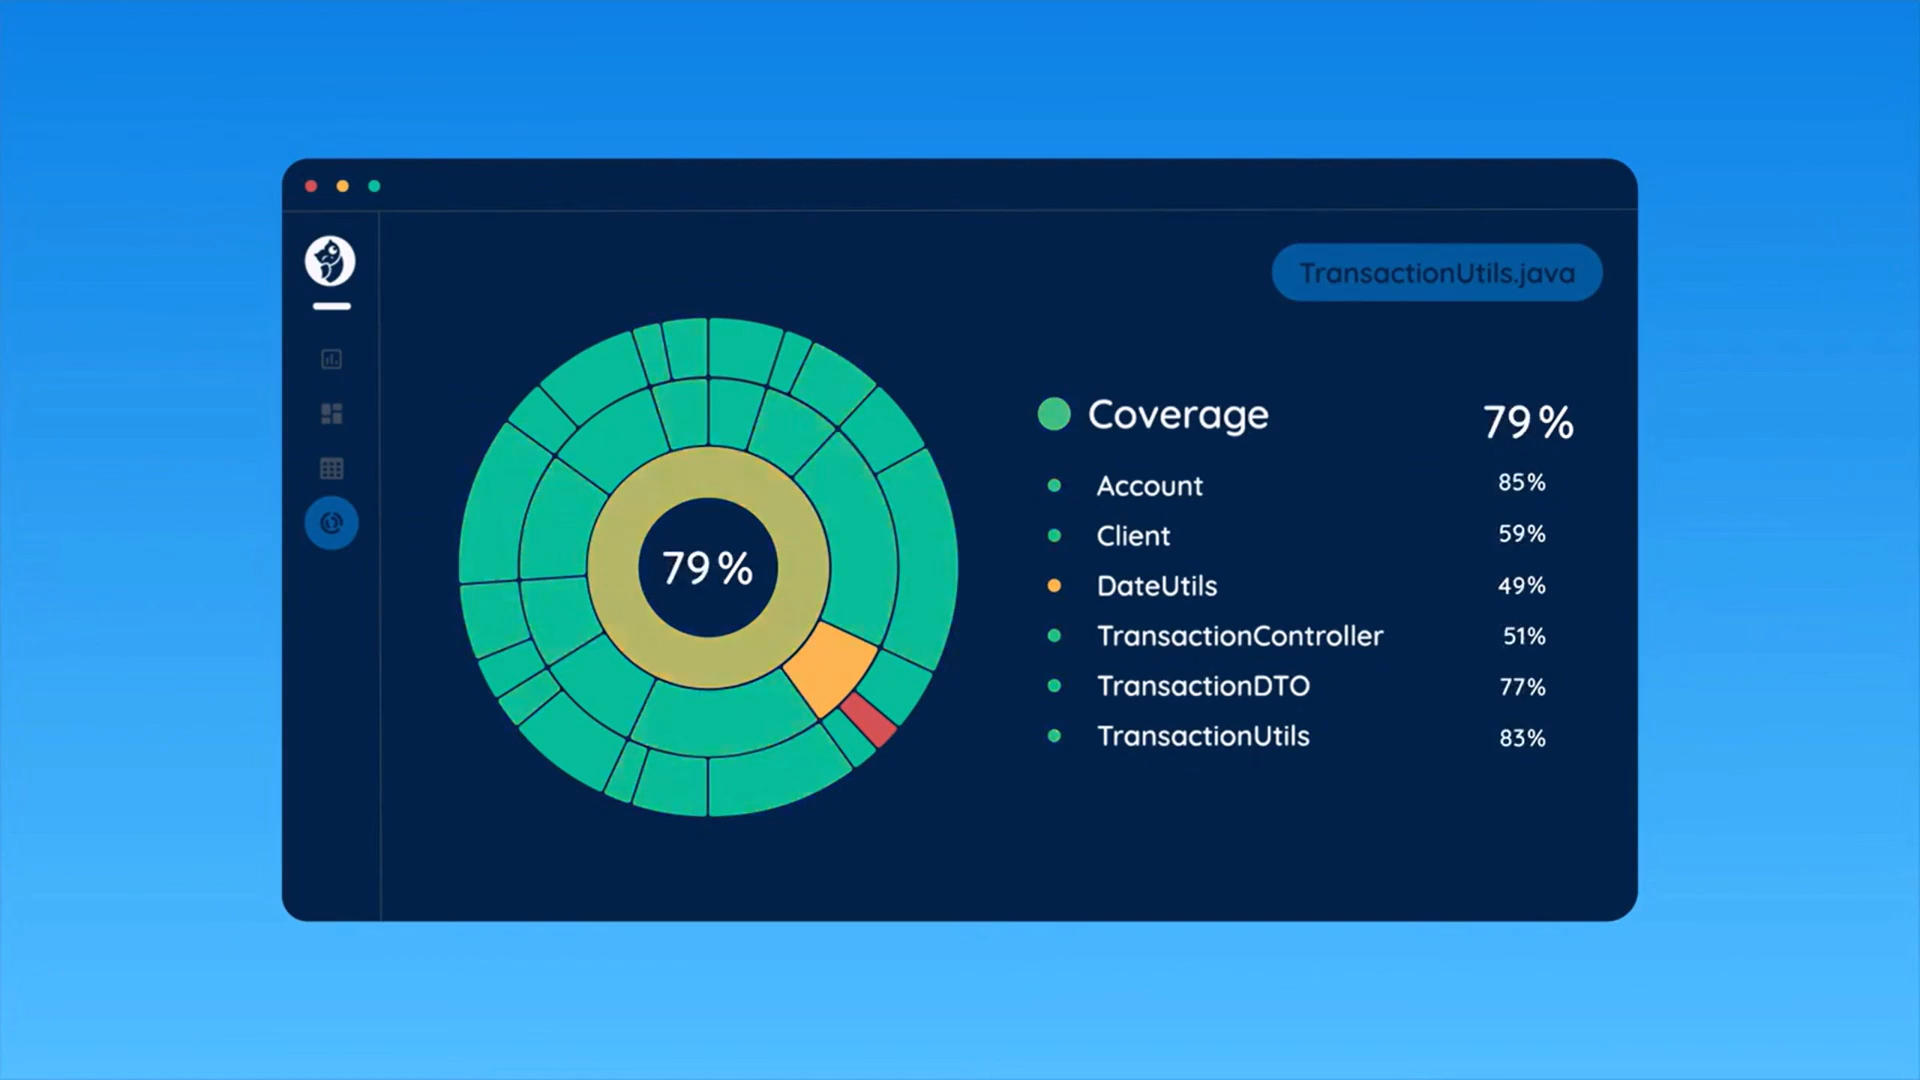 TransactionUtils.java
79%
Coverage 79%
Account 85%
Client 59%
DateUtils 49%
TransactionController 51%
TransactionDTO 77%
TransactionUtils 83%